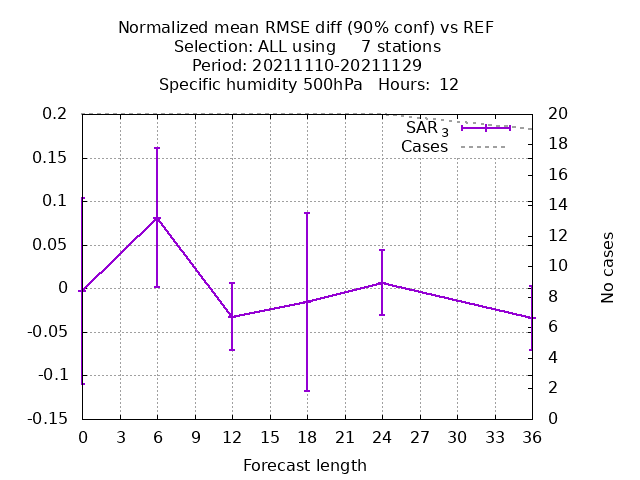 Normalized mean RMSE diff (90% conf) vs REF
Selection: ALL using     7 stations
Period: 20211110-20211129
Specific humidity 500hPa   Hours:  12
SAR 3
Cases
0.2
0.15
0.1
0.05
0
-0.05
-0.1
-0.15
20
18
16
14
12
10
8
6
4
2
0
No cases
0 3 6 9 12 15 18 21 24 27 30 33 36
Forecast length